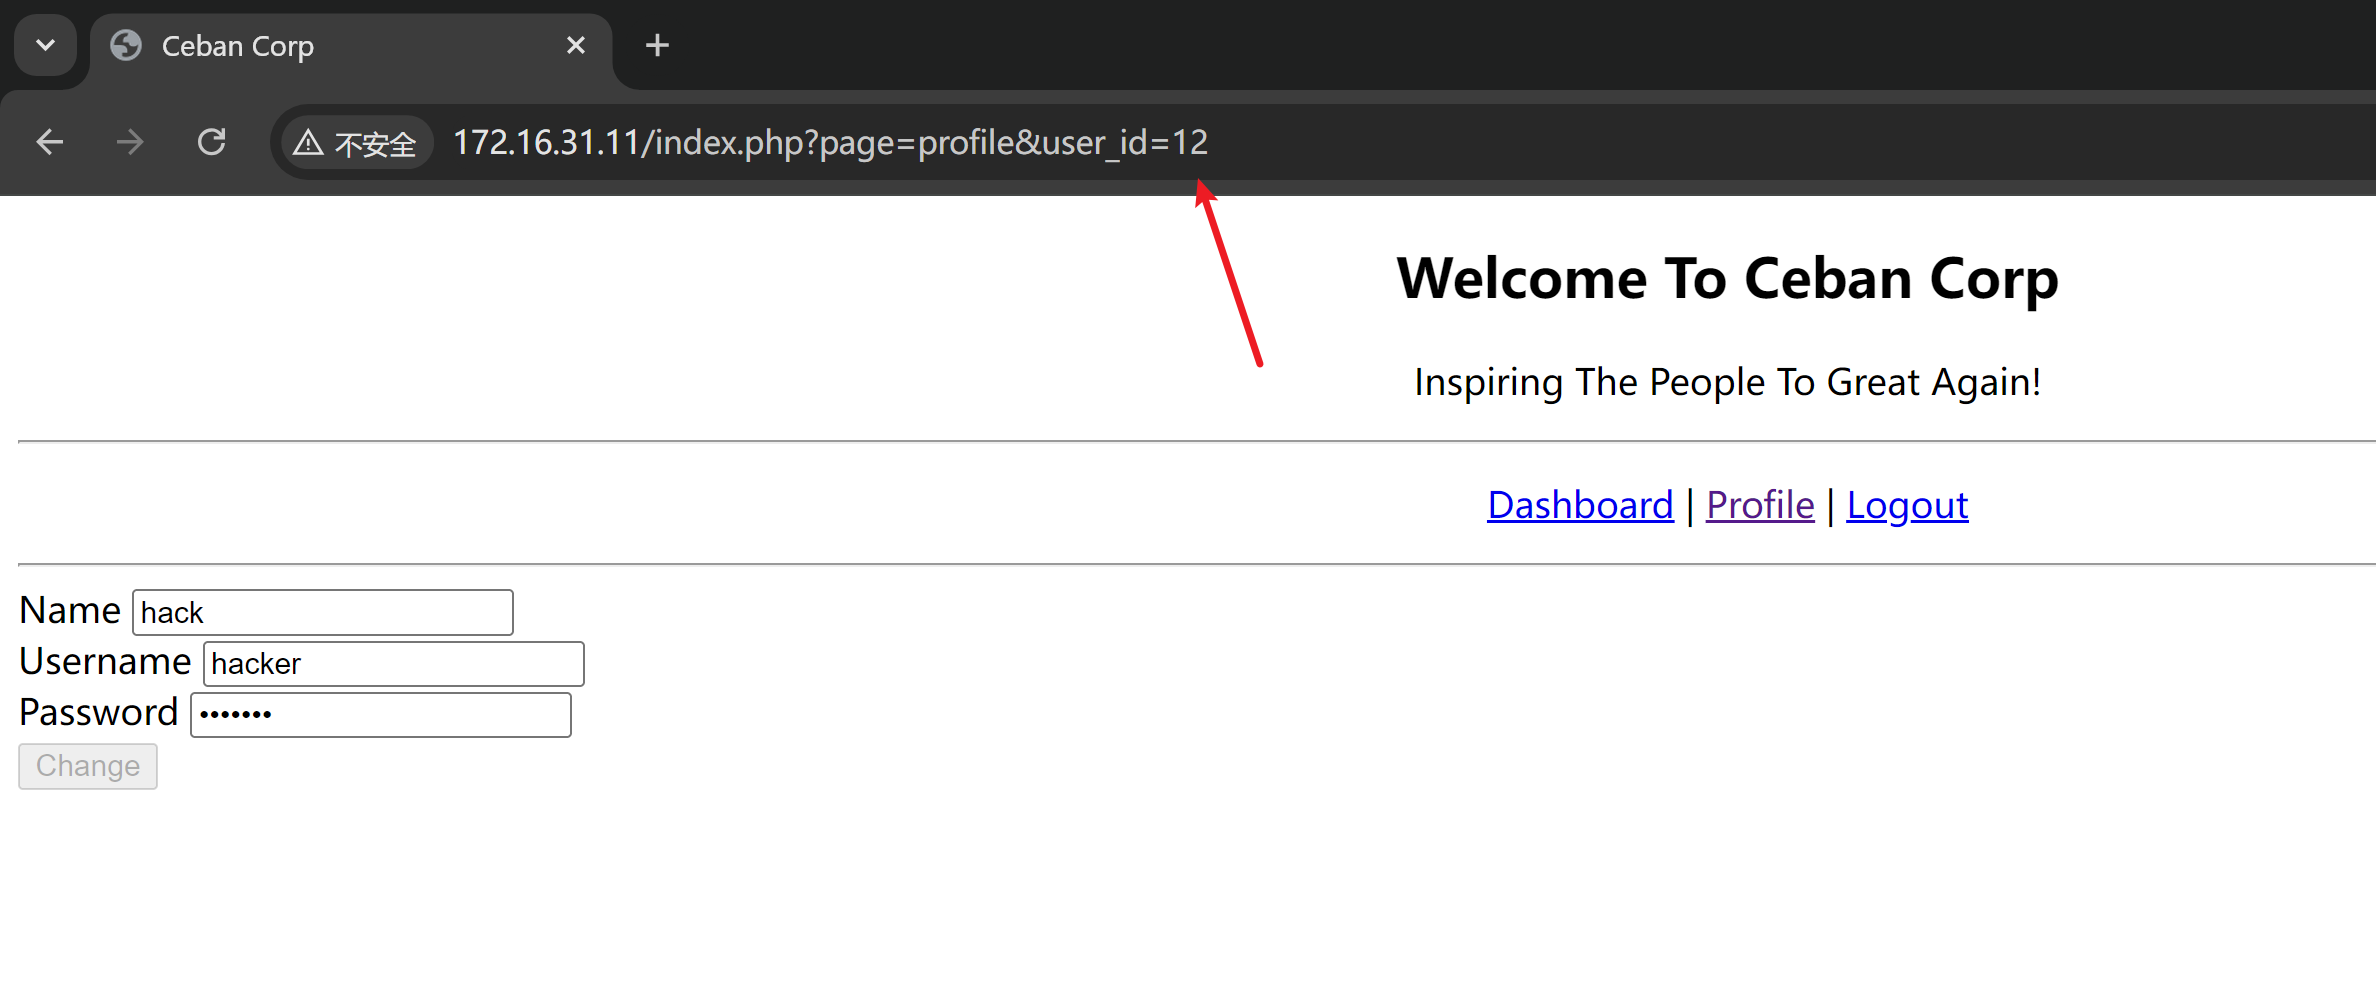 Ceban Corp
不安全 172.16.31.11/index.php?page=profile&user_id=12
Welcome To Ceban Corp
Inspiring The People To Great Again!
Dashboard | Profile | Logout
Name hack
Username hacker
Password •••••••
Change